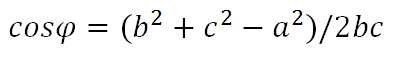 cosφ = (b² + c² − a²)/2bc